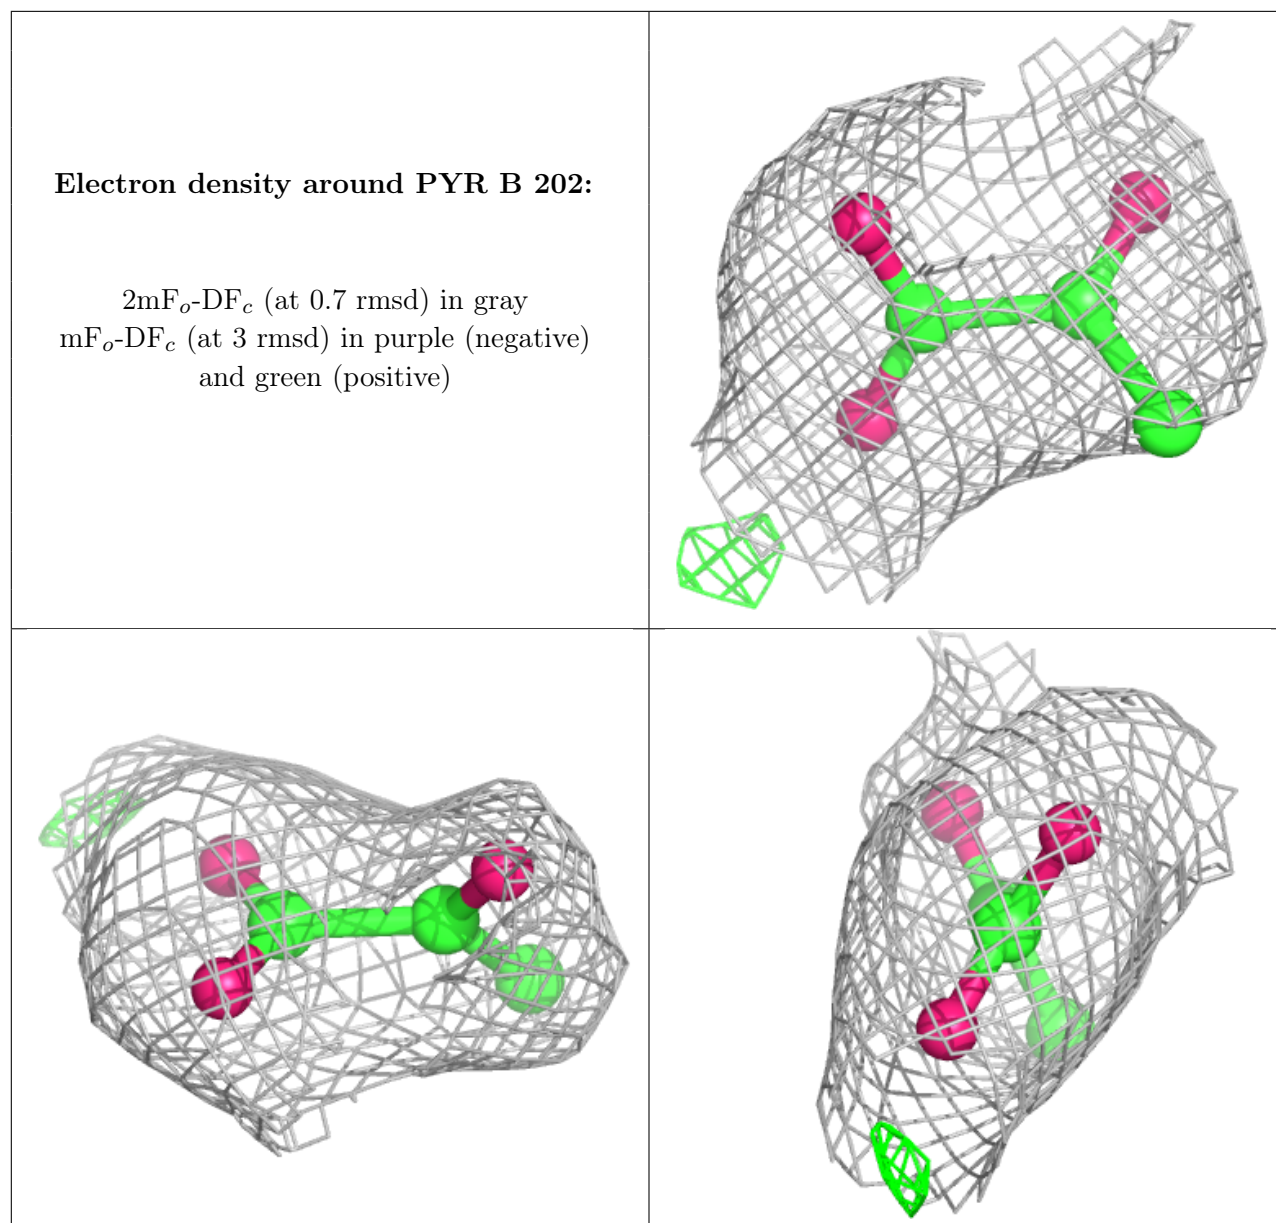 Electron density around PYR B 202:
2mFo-DFc (at 0.7 rmsd) in gray
mFo-DFc (at 3 rmsd) in purple (negative)
and green (positive)